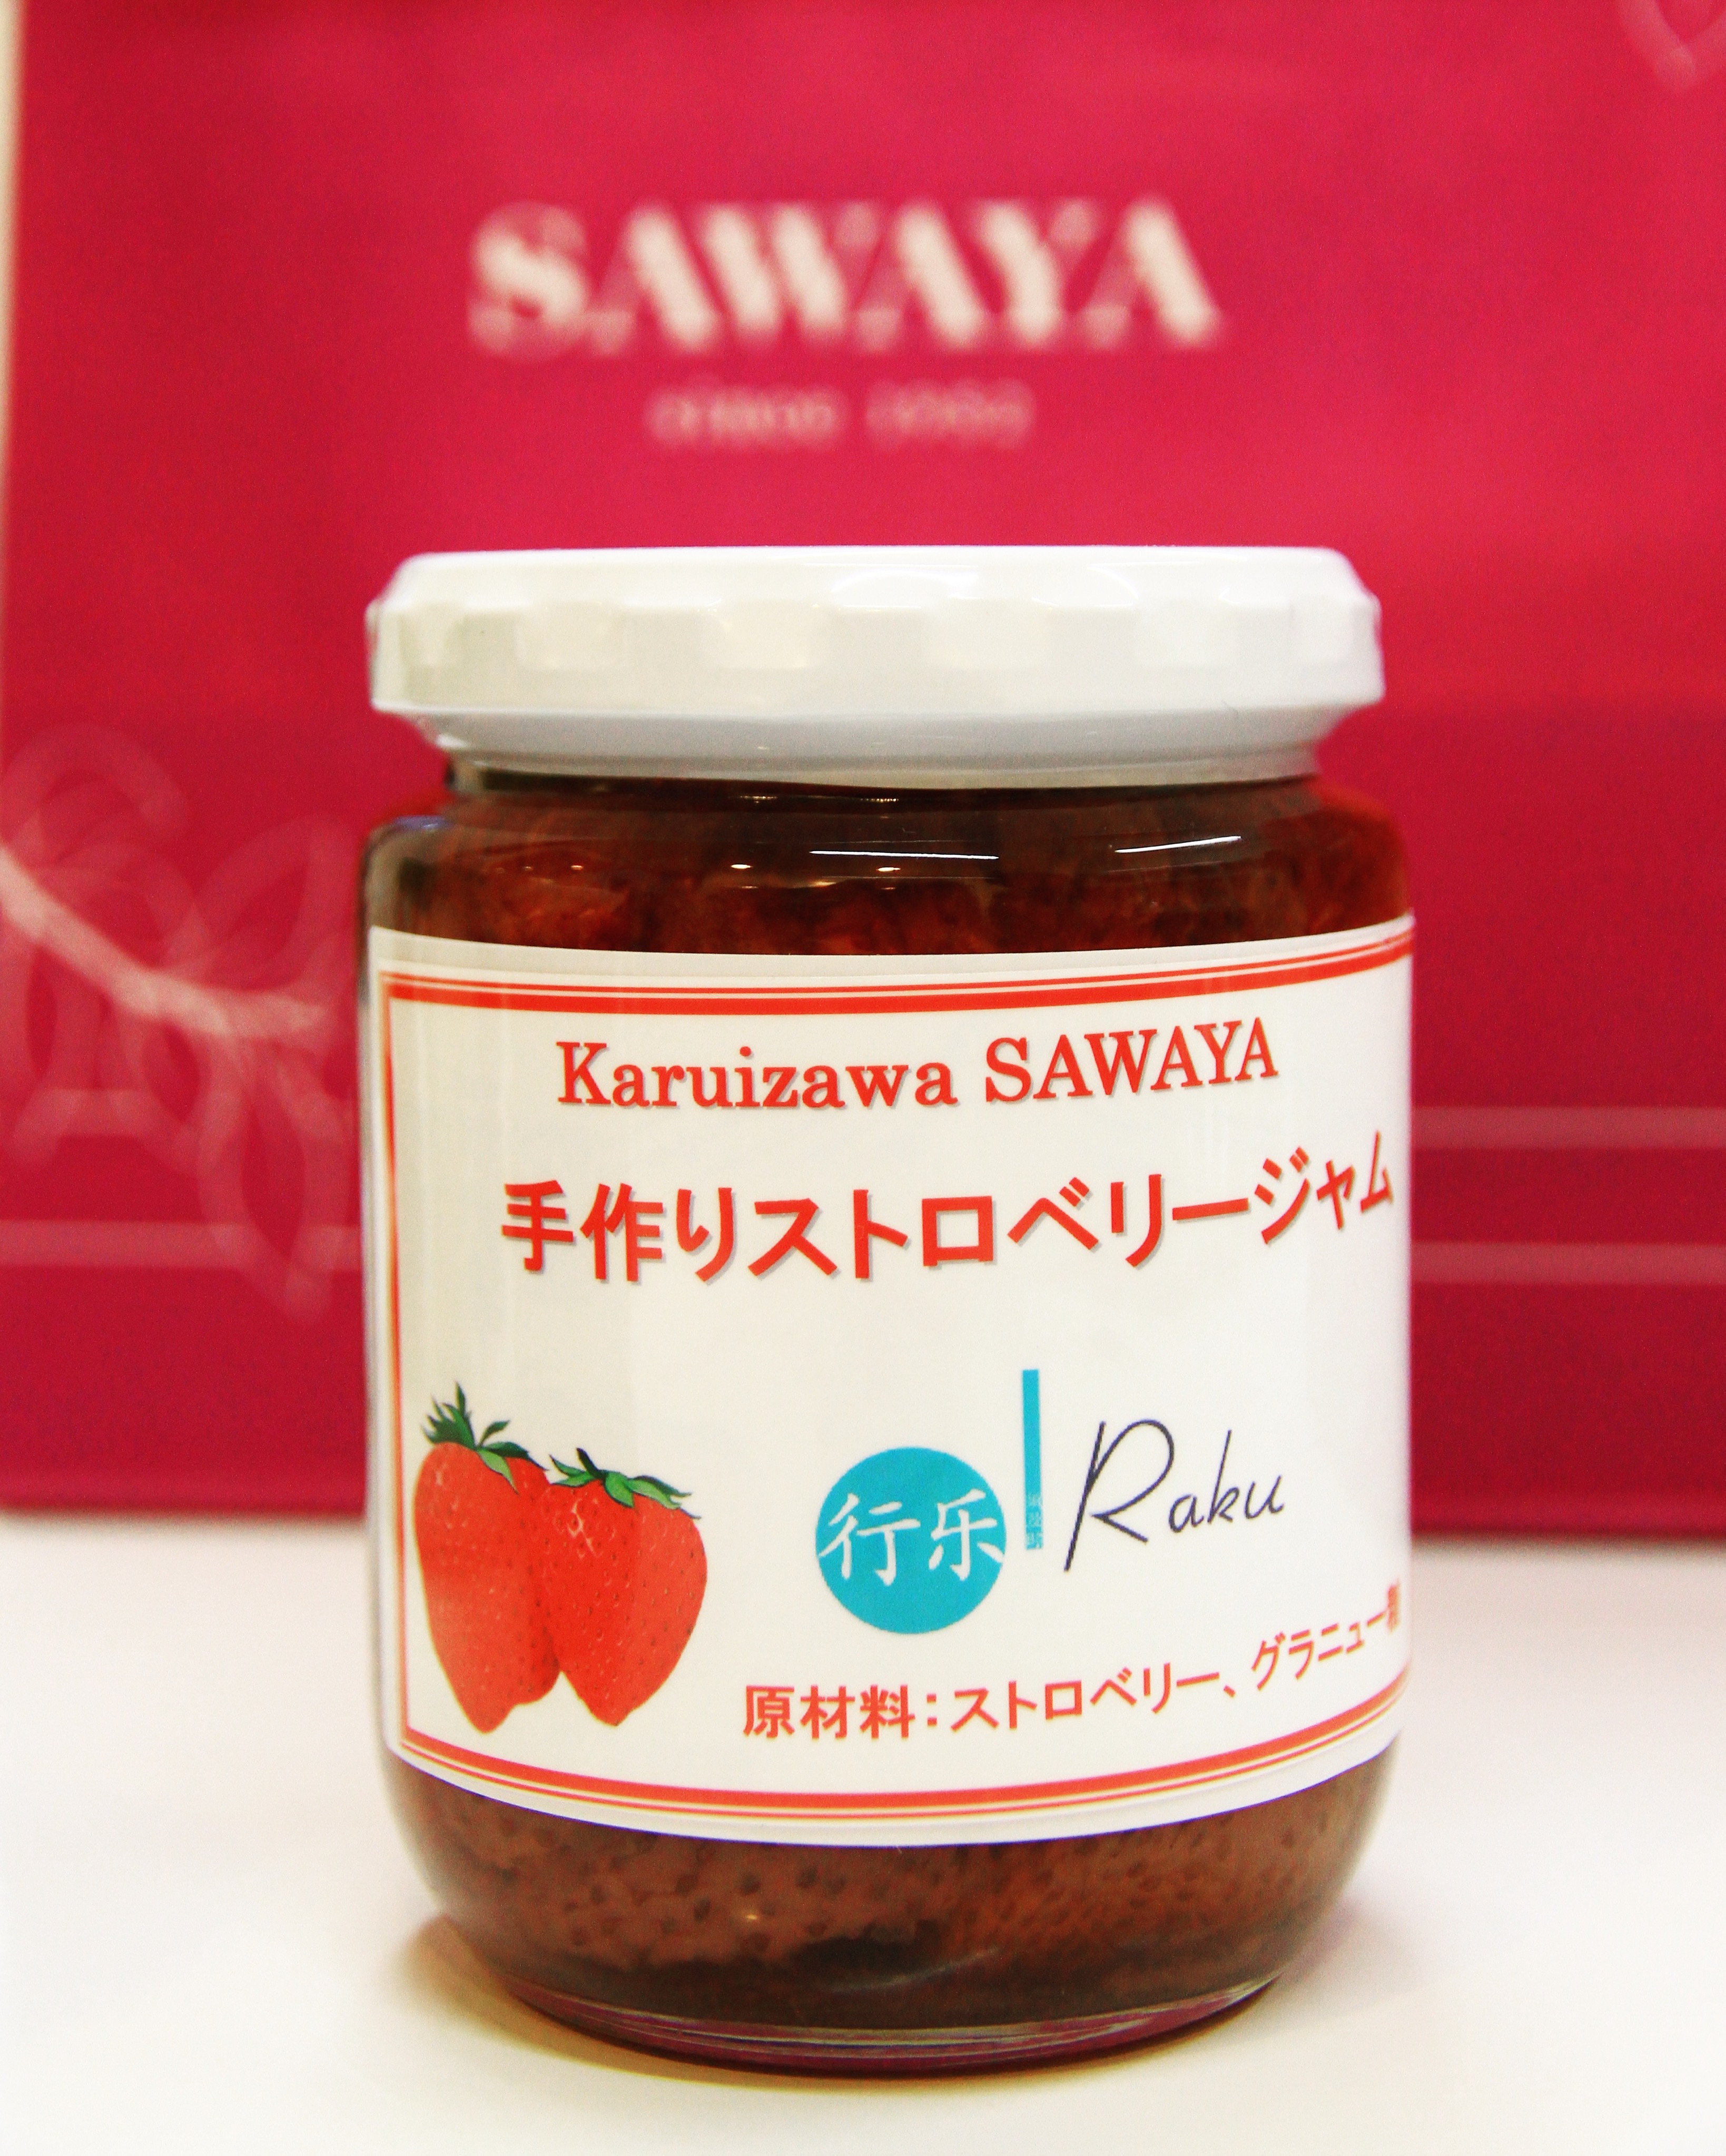 SAWAYA
Karuizawa SAWAYA
手作りストロベリージャム
行乐
Raku
原材料：ストロベリー、グラニュー糖